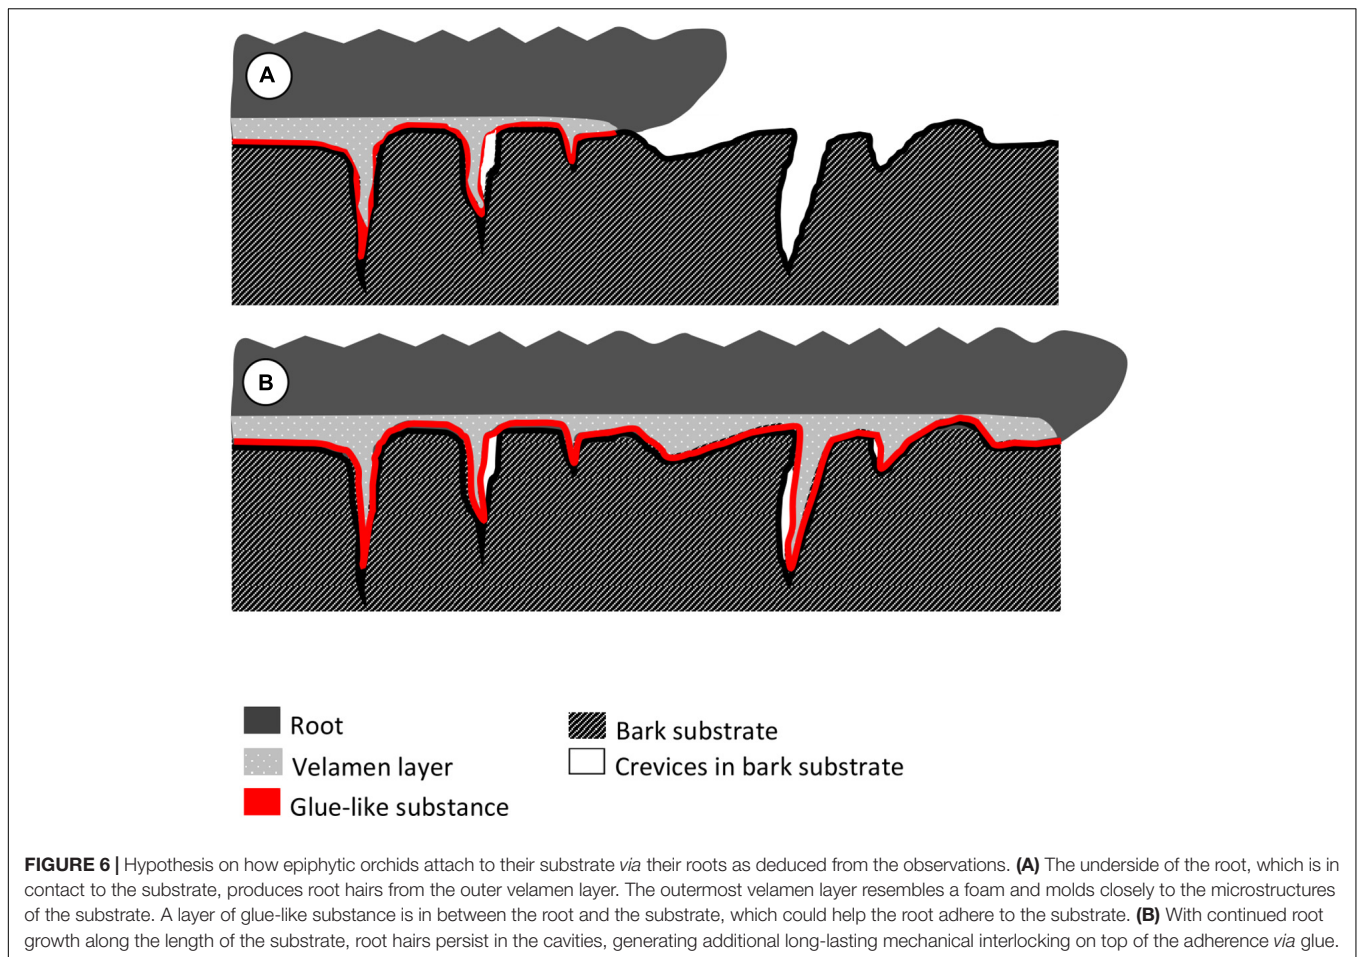 A
B
Root
Velamen layer
Glue-like substance
Bark substrate
Crevices in bark substrate
FIGURE 6 | Hypothesis on how epiphytic orchids attach to their substrate via their roots as deduced from the observations. (A) The underside of the root, which is in
contact to the substrate, produces root hairs from the outer velamen layer. The outermost velamen layer resembles a foam and molds closely to the microstructures
of the substrate. A layer of glue-like substance is in between the root and the substrate, which could help the root adhere to the substrate. (B) With continued root
growth along the length of the substrate, root hairs persist in the cavities, generating additional long-lasting mechanical interlocking on top of the adherence via glue.